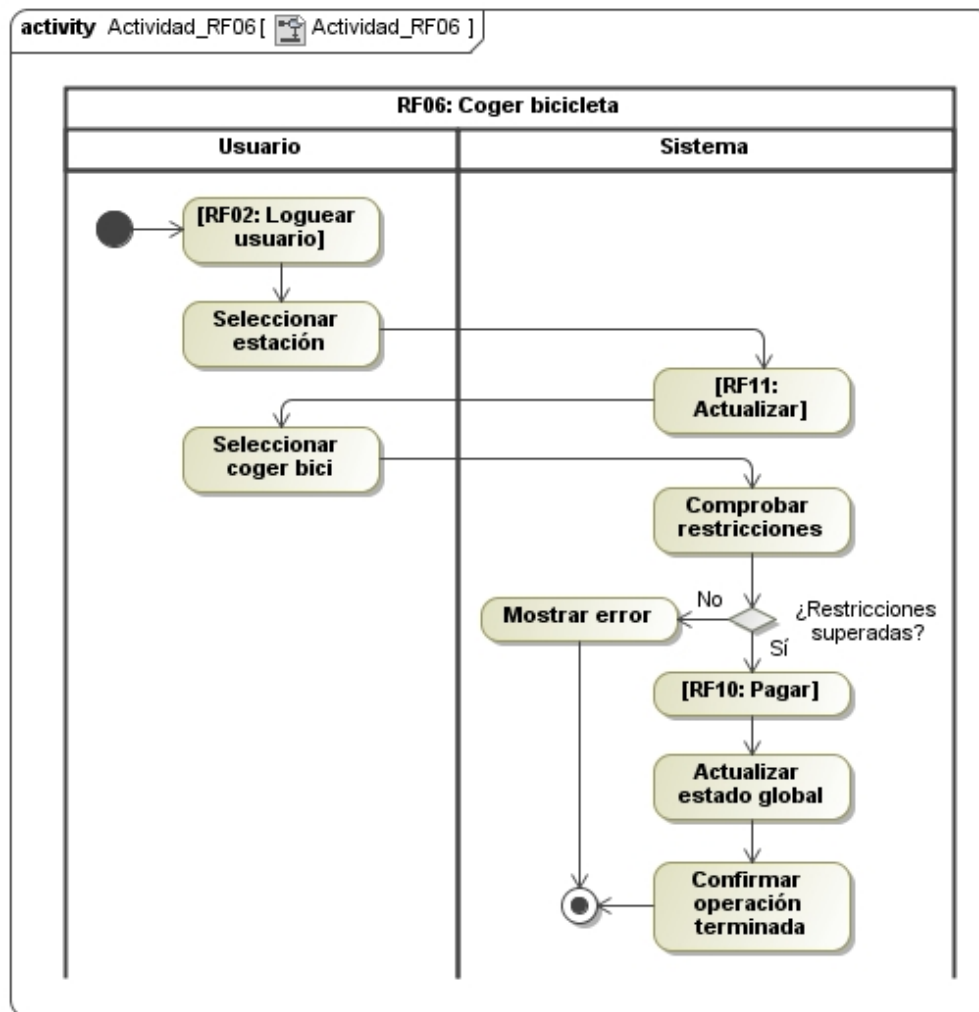 activity Actividad_RF06[ Actividad_RF06 ]
RF06: Coger bicicleta
Usuario
Sistema
[RF02: Loguear
usuario]
Seleccionar
estación
[RF11:
Actualizar]
Seleccionar
coger bici
Comprobar
restricciones
Mostrar error
No
¿Restricciones
superadas?
Sí
[RF10: Pagar]
Actualizar
estado global
Confirmar
operación
terminada